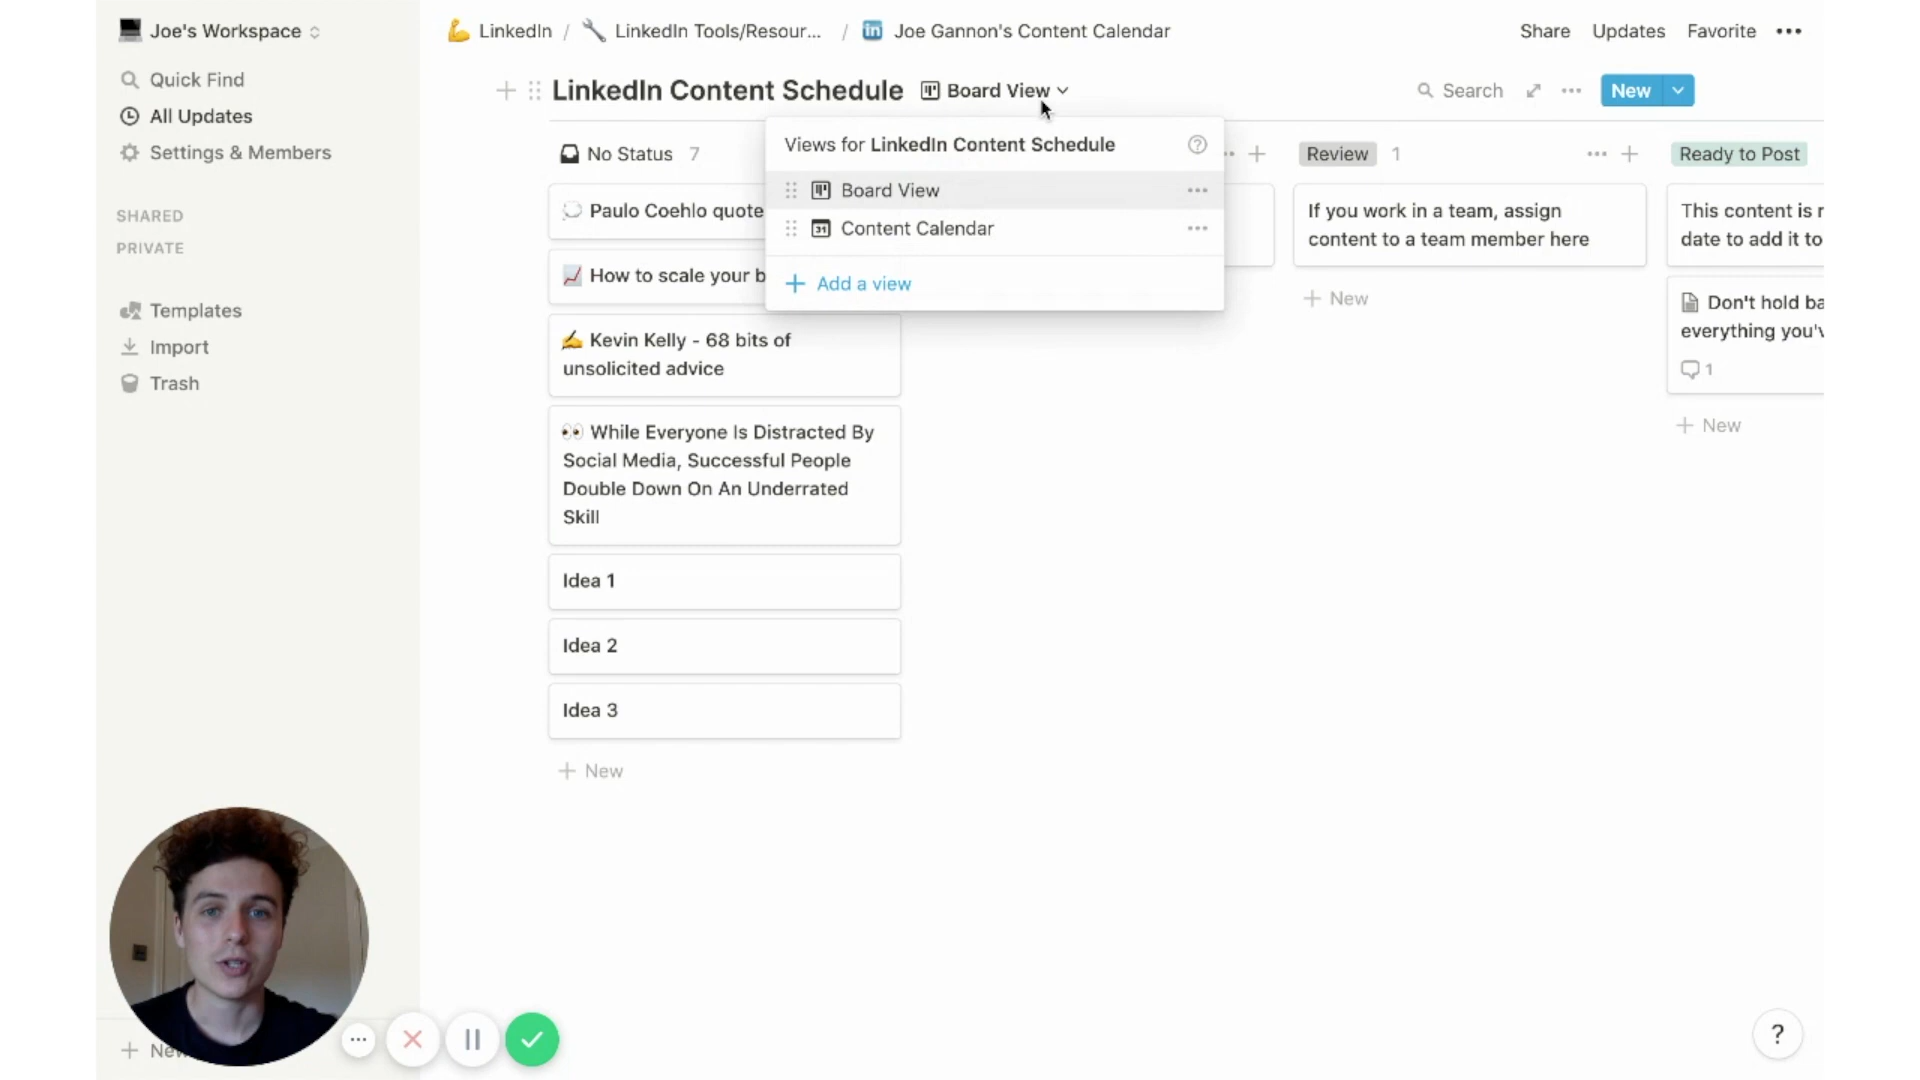 Joe's Workspace
LinkedIn / LinkedIn Tools/Resour... / Joe Gannon's Content Calendar
Share Updates Favorite
Quick Find
All Updates
Settings & Members
SHARED
PRIVATE
Templates
Import
Trash
LinkedIn Content Schedule Board View
Search
New
Views for LinkedIn Content Schedule
Board View
Content Calendar
Add a view
No Status 7
Paulo Coehlo quote
How to scale your b
Kevin Kelly - 68 bits of
unsolicited advice
While Everyone Is Distracted By
Social Media, Successful People
Double Down On An Underrated
Skill
Idea 1
Idea 2
Idea 3
New
Review 1
If you work in a team, assign
content to a team member here
New
Ready to Post
This content is r
date to add it to
Don't hold ba
everything you'v
1
New
New
?